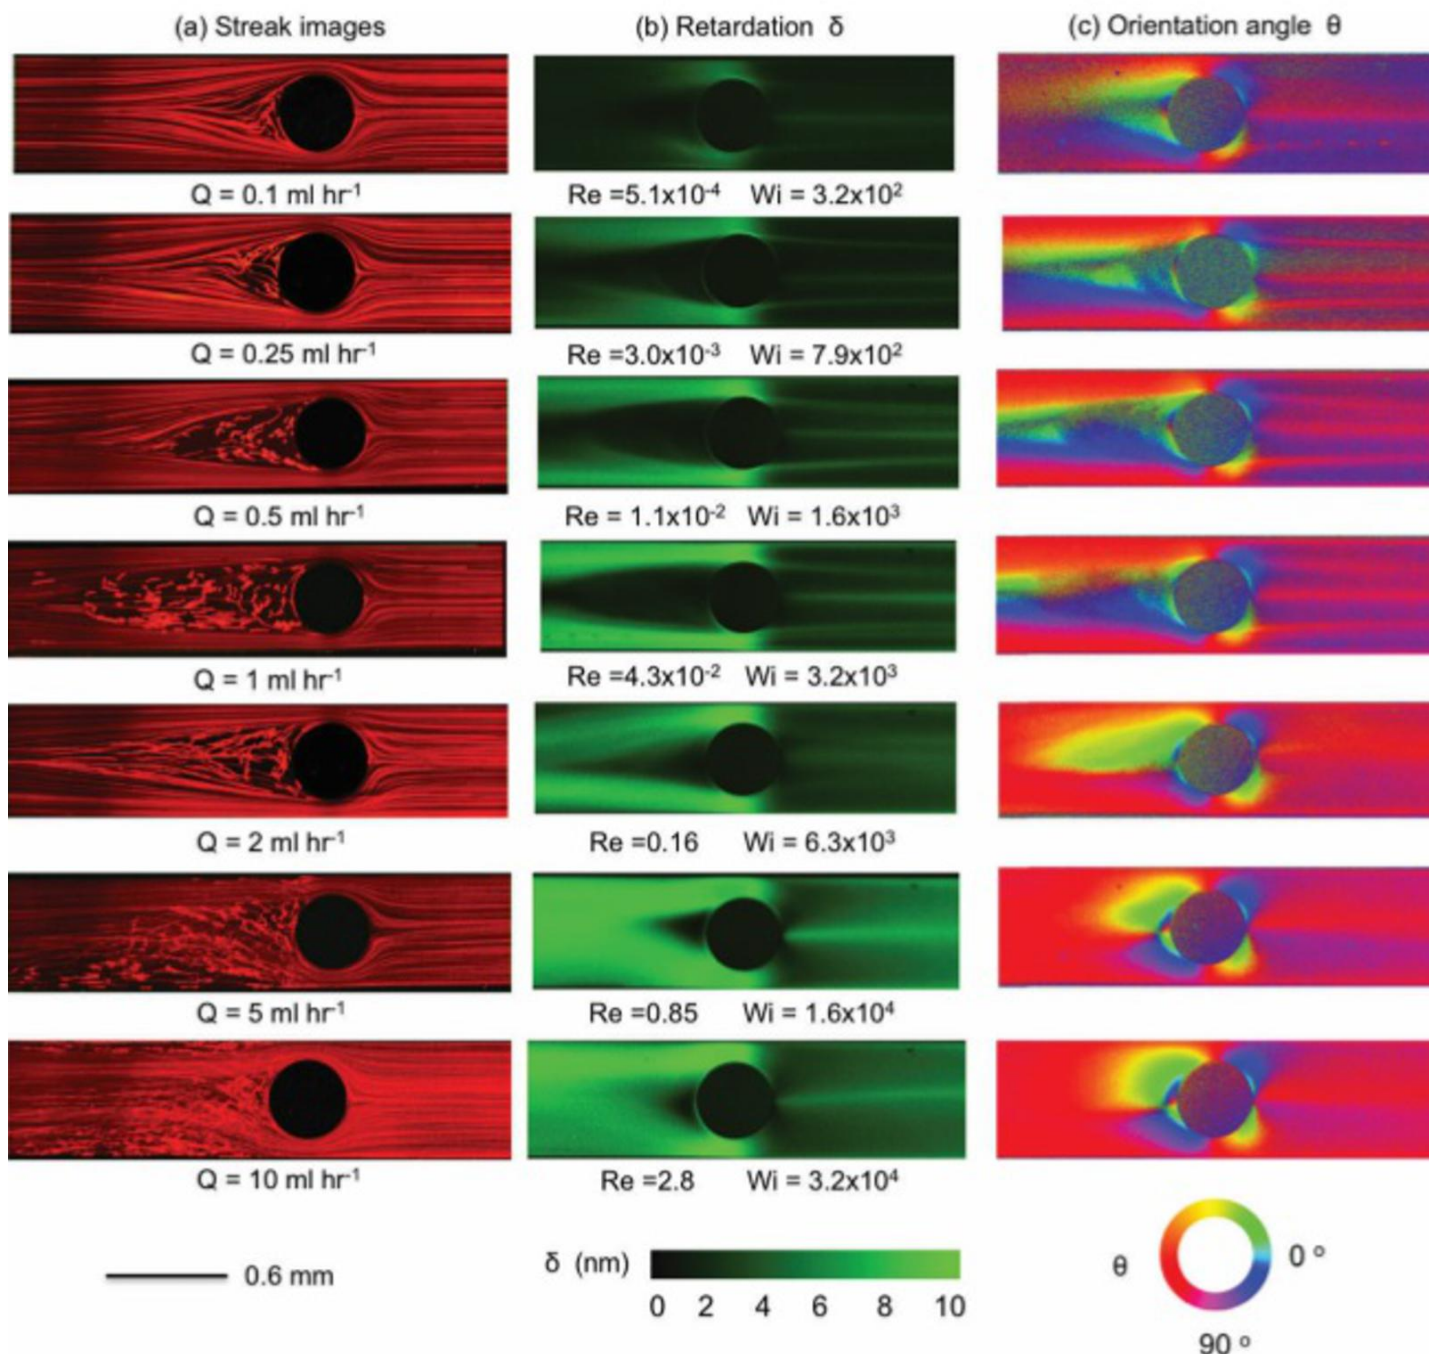 (a) Streak images (b) Retardation δ (c) Orientation angle θ
Q = 0.1 ml hr⁻¹ Re =5.1x10⁻⁴ Wi = 3.2x10²
Q = 0.25 ml hr⁻¹ Re =3.0x10⁻³ Wi = 7.9x10²
Q = 0.5 ml hr⁻¹ Re = 1.1x10⁻² Wi = 1.6x10³
Q = 1 ml hr⁻¹ Re =4.3x10⁻² Wi = 3.2x10³
Q = 2 ml hr⁻¹ Re =0.16 Wi = 6.3x10³
Q = 5 ml hr⁻¹ Re =0.85 Wi = 1.6x10⁴
Q = 10 ml hr⁻¹ Re =2.8 Wi = 3.2x10⁴
0.6 mm δ (nm) θ 0 º
0 2 4 6 8 10
90 º